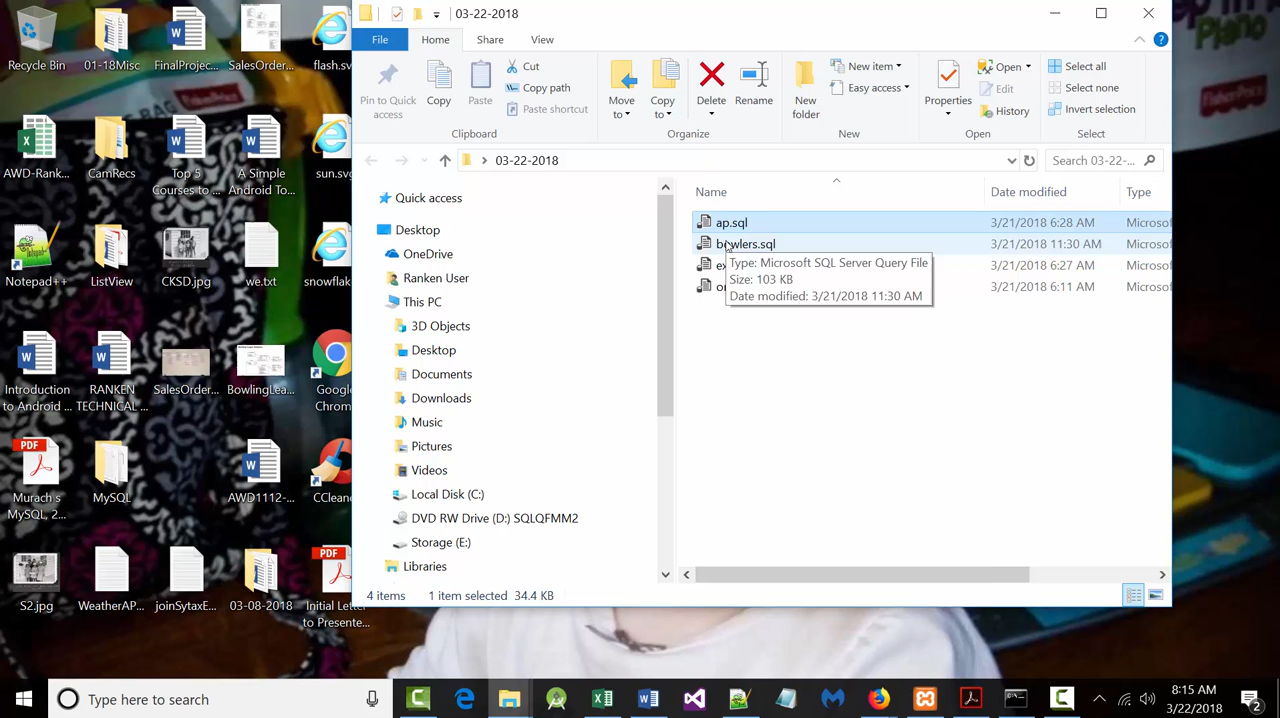 03-22-2018
File
Home
Share
View
Pin to Quick access
Copy
Paste
Cut
Copy path
Paste shortcut
Clipboard
Move to
Copy to
Delete
Rename
New folder
New item
Easy access
New
Properties
Open
Edit
History
Select all
Select none
Invert selection
Select
03-22-2018
Search 03-22-...
Name
Date modified
Type
ap.sql
3/21/2018 6:28 AM
Microsof
bowlers.sql
3/21/2018 11:30 AM
Microsof
3/21/2018 6:27 AM
Microsof
3/21/2018 6:11 AM
Microsof
Type: Microsoft SQL Server Query File
Size: 103 KB
Date modified: 3/21/2018 11:30 AM
Quick access
Desktop
OneDrive
Ranken User
This PC
3D Objects
Desktop
Documents
Downloads
Music
Pictures
Videos
Local Disk (C:)
DVD RW Drive (D:) SQLQFMM2
Storage (E:)
Libraries
4 items
1 item selected
34.4 KB
Recycle Bin
01-18Misc
FinalProjec...
SalesOrder...
flash.svg
AWD-Rank...
CamRecs
Top 5 Courses to ...
A Simple Android To...
sun.svg
Notepad++
ListView
CKSD.jpg
we.txt
snowflak
Introduction to Android ...
RANKEN TECHNICAL ...
SalesOrder...
BowlingLea...
Google Chrom
PDF
Murach s MySQL, 2...
MySQL
AWD1112-...
CClean
S2.jpg
WeatherAP...
joinSytaxE...
03-08-2018
PDF
Initial Lette to Presente...
Type here to search
8:15 AM
3/22/2018
2